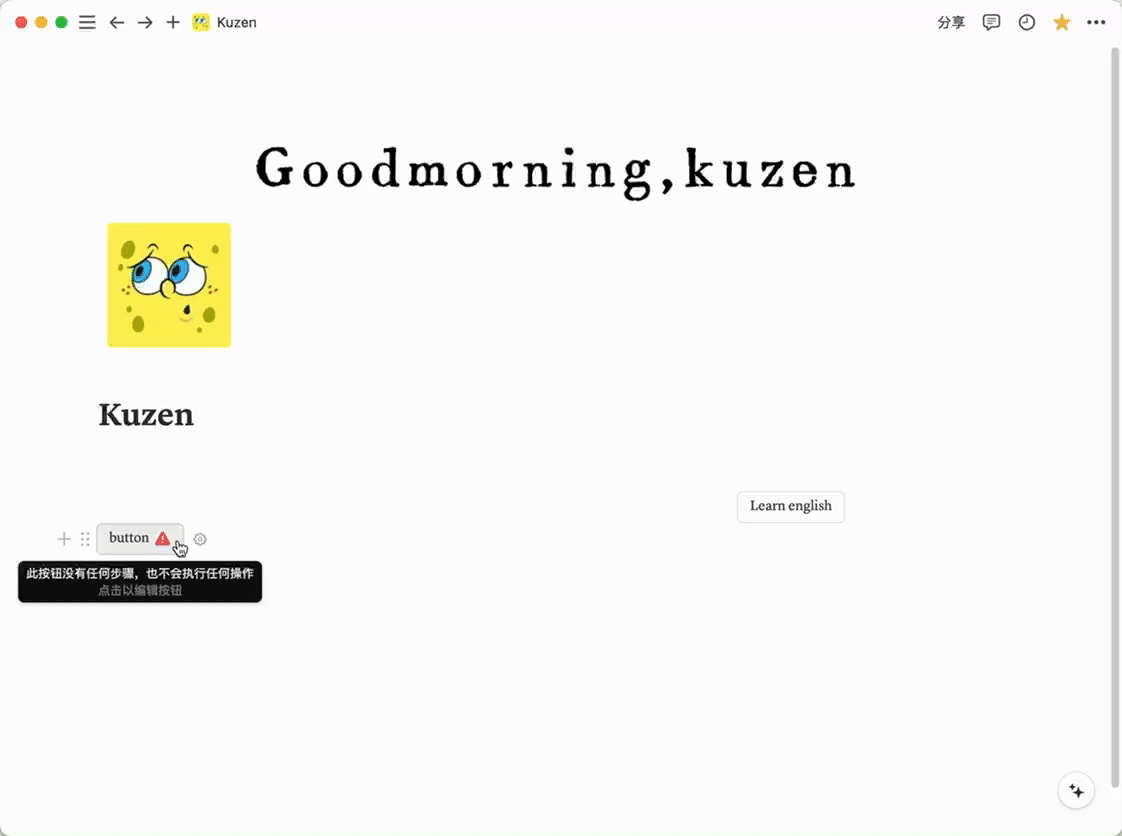 Kuzen
分享
Goodmorning,kuzen
Kuzen
Learn english
button
此按钮没有任何步骤，也不会执行任何操作
点击以编辑按钮